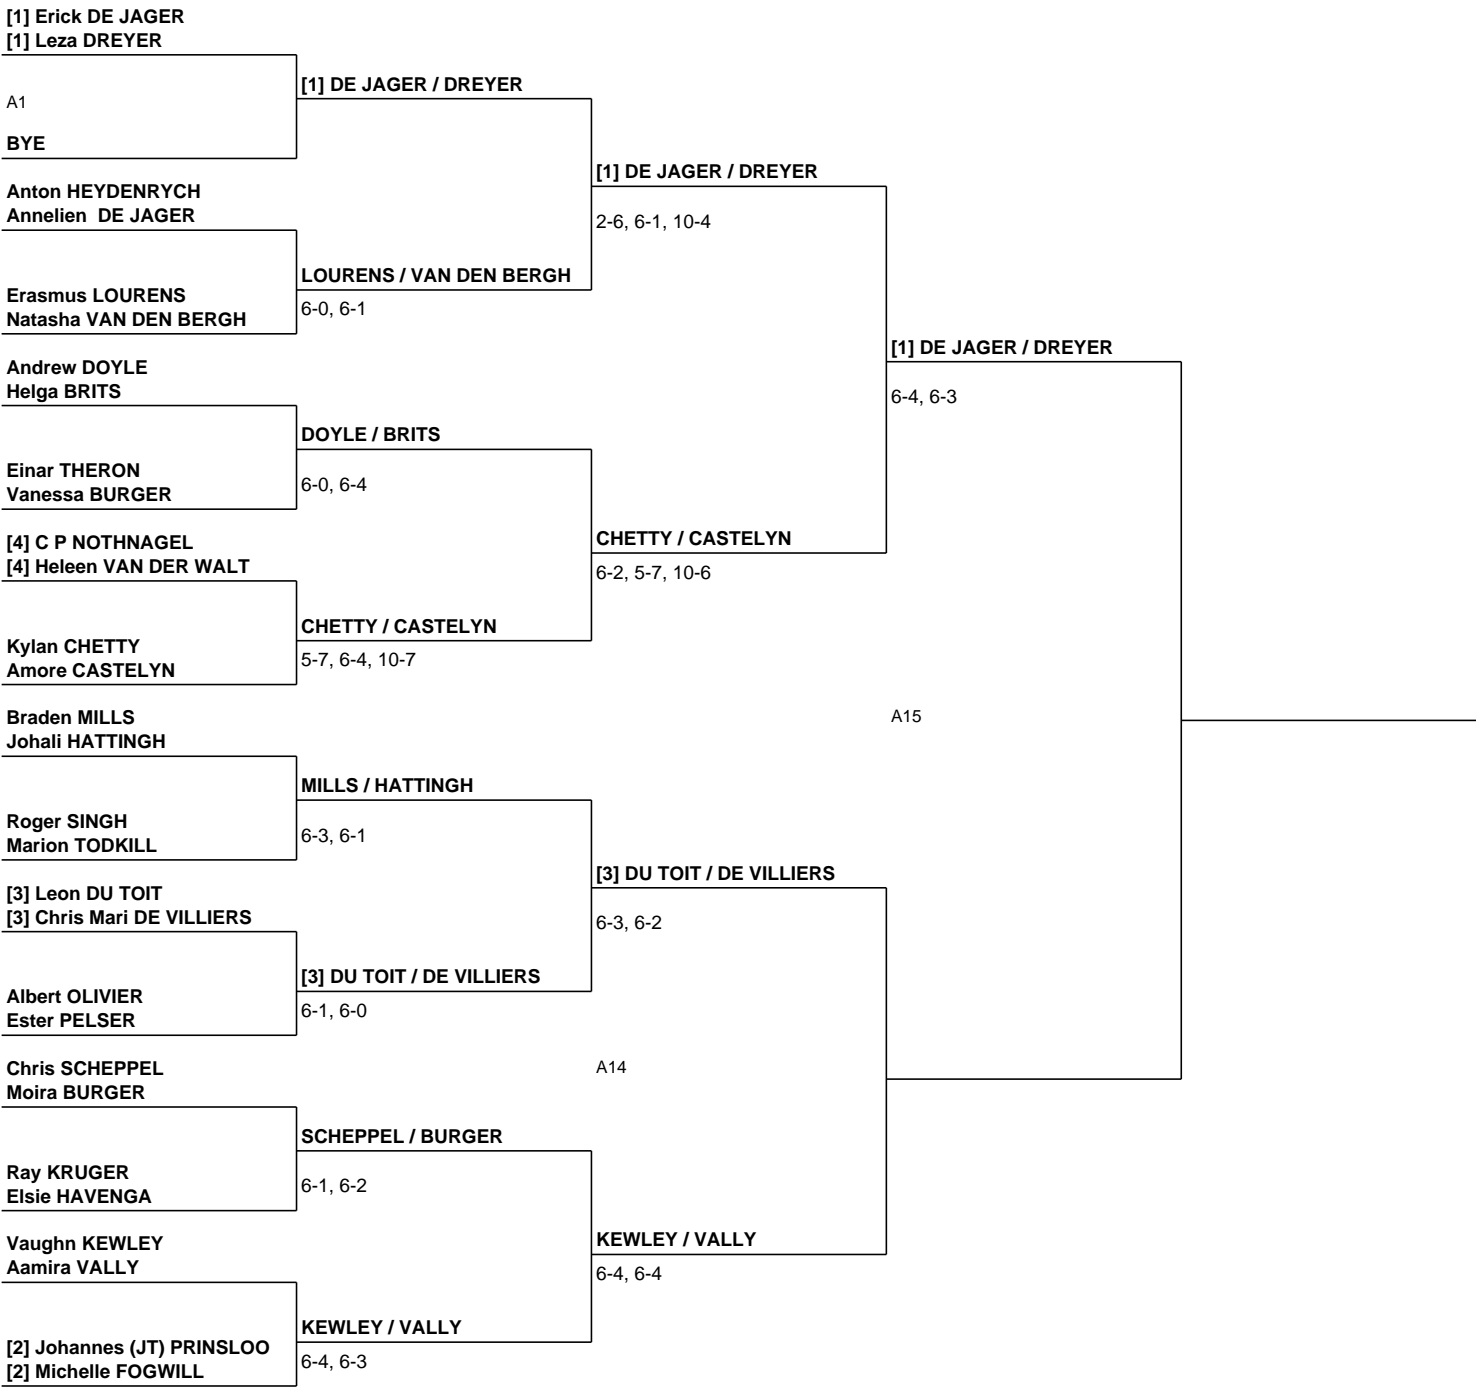 [1] Erick DE JAGER
[1] Leza DREYER
[1] DE JAGER / DREYER
A1
BYE
[1] DE JAGER / DREYER
Anton HEYDENRYCH
Annelien DE JAGER
2-6, 6-1, 10-4
LOURENS / VAN DEN BERGH
Erasmus LOURENS
Natasha VAN DEN BERGH
6-0, 6-1
[1] DE JAGER / DREYER
Andrew DOYLE
Helga BRITS
6-4, 6-3
DOYLE / BRITS
Einar THERON
Vanessa BURGER
6-0, 6-4
[4] C P NOTHNAGEL
[4] Heleen VAN DER WALT
CHETTY / CASTELYN
6-2, 5-7, 10-6
CHETTY / CASTELYN
Kylan CHETTY
Amore CASTELYN
5-7, 6-4, 10-7
Braden MILLS
Johali HATTINGH
A15
MILLS / HATTINGH
Roger SINGH
Marion TODKILL
6-3, 6-1
[3] DU TOIT / DE VILLIERS
[3] Leon DU TOIT
[3] Chris Mari DE VILLIERS
6-3, 6-2
[3] DU TOIT / DE VILLIERS
Albert OLIVIER
Ester PELSER
6-1, 6-0
Chris SCHEPPEL
Moira BURGER
A14
SCHEPPEL / BURGER
Ray KRUGER
Elsie HAVENGA
6-1, 6-2
Vaughn KEWLEY
Aamira VALLY
KEWLEY / VALLY
6-4, 6-4
KEWLEY / VALLY
[2] Johannes (JT) PRINSLOO
[2] Michelle FOGWILL
6-4, 6-3